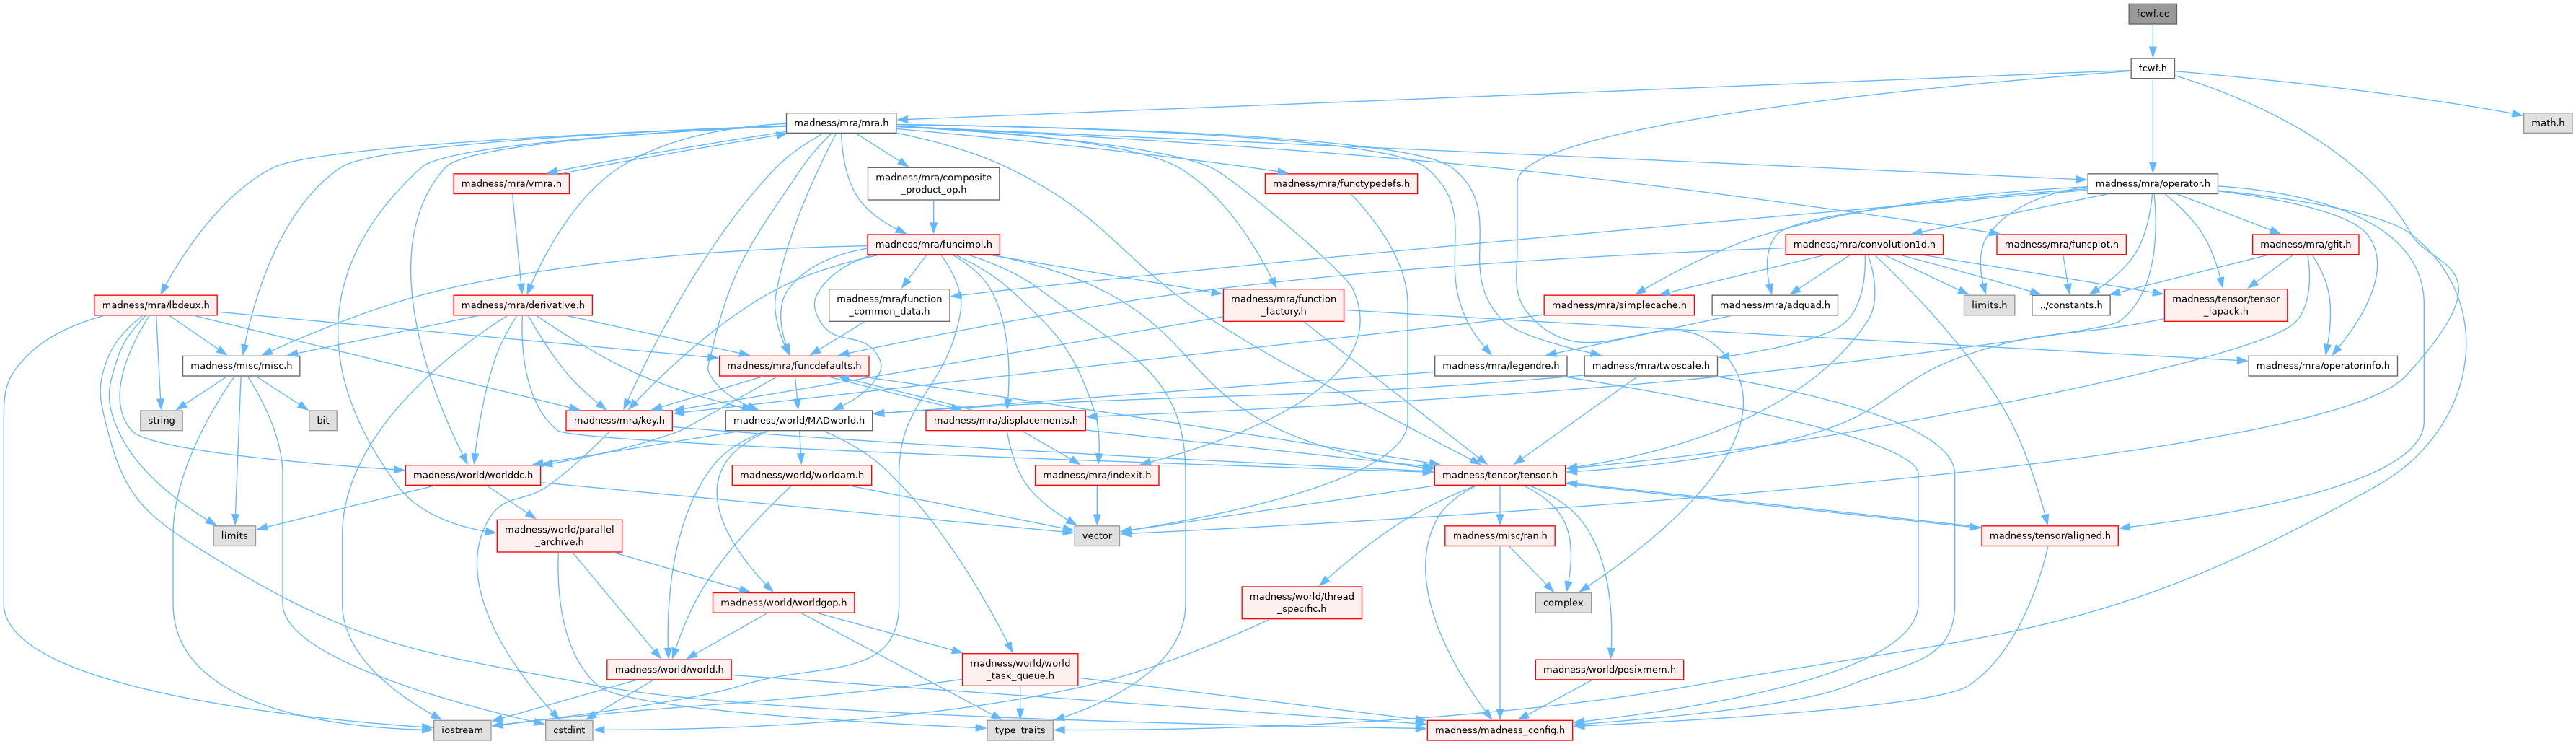 fcwf.cc
fcwf.h
madness/mra/mra.h
math.h
madness/mra/vmra.h
madness/mra/composite
_product_op.h
madness/mra/functypedefs.h
madness/mra/operator.h
madness/mra/funcimpl.h
madness/mra/convolution1d.h
madness/mra/funcplot.h
madness/mra/gfit.h
madness/mra/lbdeux.h
madness/mra/derivative.h
madness/mra/function
_common_data.h
madness/mra/function
_factory.h
madness/mra/simplecache.h
madness/mra/adquad.h
limits.h
../constants.h
madness/tensor/tensor
_lapack.h
madness/misc/misc.h
madness/mra/funcdefaults.h
madness/mra/legendre.h
madness/mra/twoscale.h
madness/mra/operatorinfo.h
string
bit
madness/mra/key.h
madness/world/MADworld.h
madness/mra/displacements.h
madness/world/worlddc.h
madness/world/worldam.h
madness/mra/indexit.h
madness/tensor/tensor.h
limits
madness/world/parallel
_archive.h
vector
madness/misc/ran.h
madness/tensor/aligned.h
madness/world/worldgop.h
madness/world/thread
_specific.h
complex
madness/world/world.h
madness/world/world
_task_queue.h
madness/world/posixmem.h
iostream
cstdint
type_traits
madness/madness_config.h